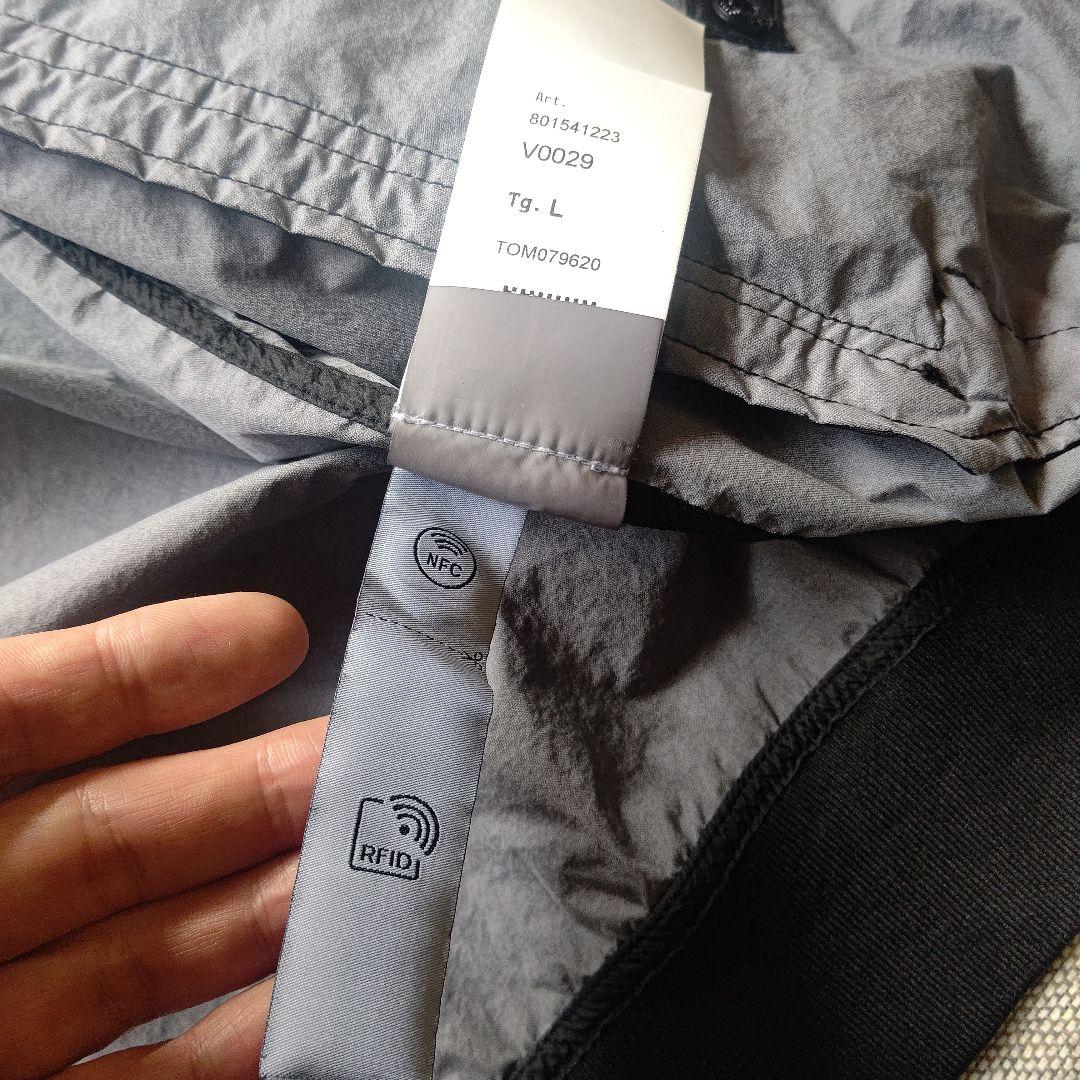 Art.
801541223
V0029
Tg. L
TOM079620
NFC
RFID